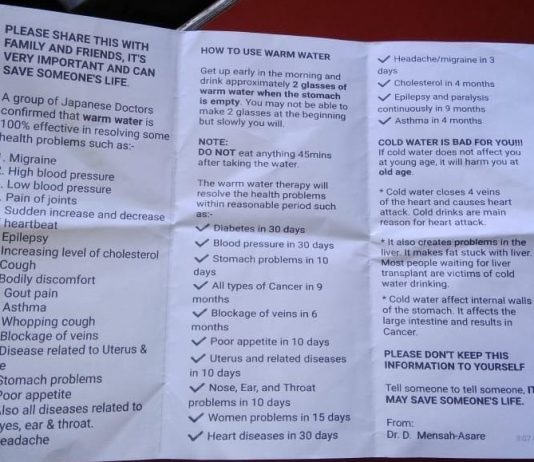 PLEASE SHARE THIS WITH
FAMILY AND FRIENDS, IT'S
VERY IMPORTANT AND CAN
SAVE SOMEONE'S LIFE.
A group of Japanese Doctors
confirmed that warm water is
100% effective in resolving some
health problems such as:-
. Migraine
. High blood pressure
. Low blood pressure
. Pain of joints
Sudden increase and decrease
heartbeat
Epilepsy
Increasing level of cholesterol
Cough
Bodily discomfort
Gout pain
Asthma
Whopping cough
Blockage of veins
Disease related to Uterus &
e
Stomach problems
Poor appetite
Also all diseases related to
yes, ear & throat.
eadache
HOW TO USE WARM WATER
Get up early in the morning and
drink approximately 2 glasses of
warm water when the stomach
is empty. You may not be able to
make 2 glasses at the beginning
but slowly you will.
NOTE:
DO NOT eat anything 45mins
after taking the water.
The warm water therapy will
resolve the health problems
within reasonable period such
as:-
✓ Diabetes in 30 days
✓ Blood pressure in 30 days
✓ Stomach problems in 10
days
✓ All types of Cancer in 9
months
✓ Blockage of veins in 6
months
✓ Poor appetite in 10 days
✓ Uterus and related diseases
in 10 days
✓ Nose, Ear, and Throat
problems in 10 days
✓ Women problems in 15 days
✓ Heart diseases in 30 days
✓ Headache/migraine in 3
days
✓ Cholesterol in 4 months
✓ Epilepsy and paralysis
continuously in 9 months
✓ Asthma in 4 months
COLD WATER IS BAD FOR YOU!!!
If cold water does not affect you
at young age, it will harm you at
old age.
* Cold water closes 4 veins
of the heart and causes heart
attack. Cold drinks are main
reason for heart attack.
* It also creates problems in the
liver. It makes fat stuck with liver.
Most people waiting for liver
transplant are victims of cold
water drinking.
* Cold water affect internal walls
of the stomach. It affects the
large intestine and results in
Cancer.
PLEASE DON'T KEEP THIS
INFORMATION TO YOURSELF
Tell someone to tell someone, IT
MAY SAVE SOMEONE'S LIFE.
From:
Dr. D. Mensah-Asare